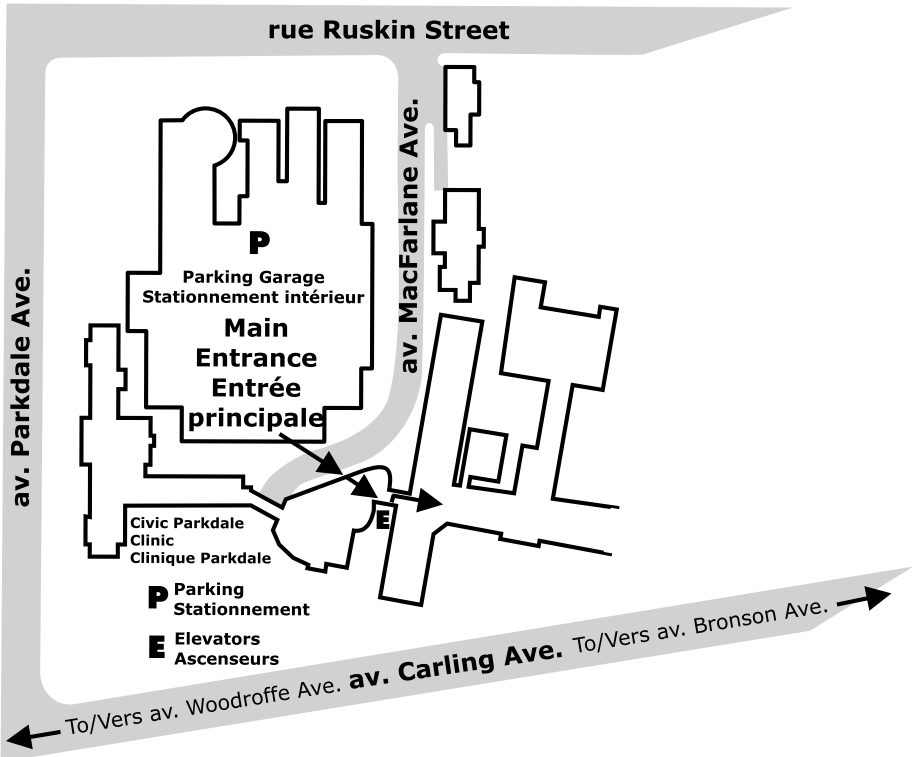 rue Ruskin Street
av. MacFarlane Ave.
av. Parkdale Ave.
P
Parking Garage
Stationnement intérieur
Main
Entrance
Entrée
principale
E
Civic Parkdale
Clinic
Clinique Parkdale
P Parking
Stationnement
E Elevators
Ascenseurs
To/Vers av. Woodroffe Ave. av. Carling Ave. To/Vers av. Bronson Ave.